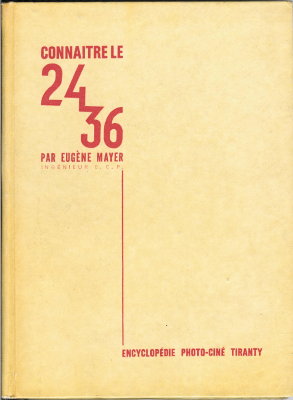 CONNAITRE LE
24
36
PAR EUGÈNE MAYER
INGÉNIEUR E. C. P.
ENCYCLOPÉDIE PHOTO-CINÉ TIRANTY